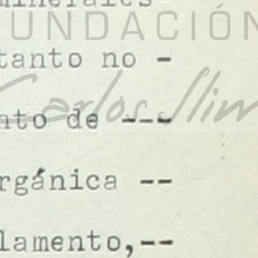 minerales-
FUNDACIÓN
tanto no -
Carlos Slim
nto de ---
rgánica --
lamento,--